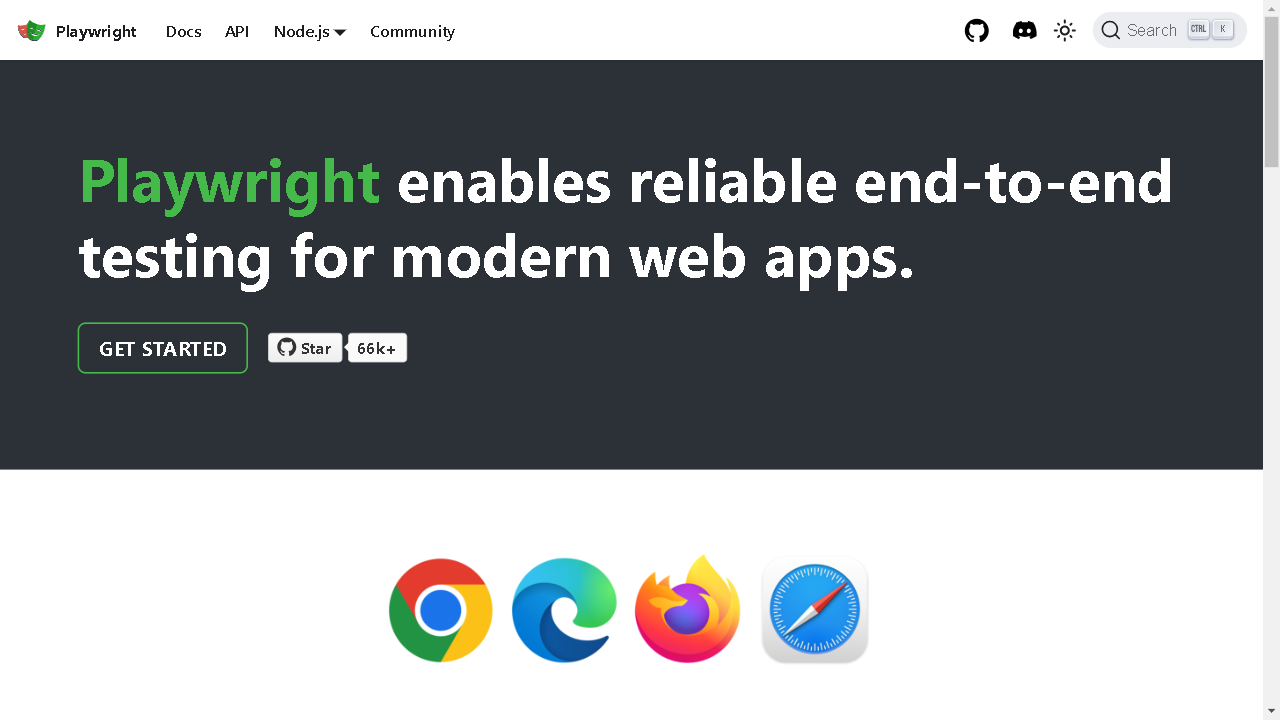 Playwright Docs API Node.js Community Search CTRL K
Playwright enables reliable end-to-end
testing for modern web apps.
GET STARTED Star 66k+